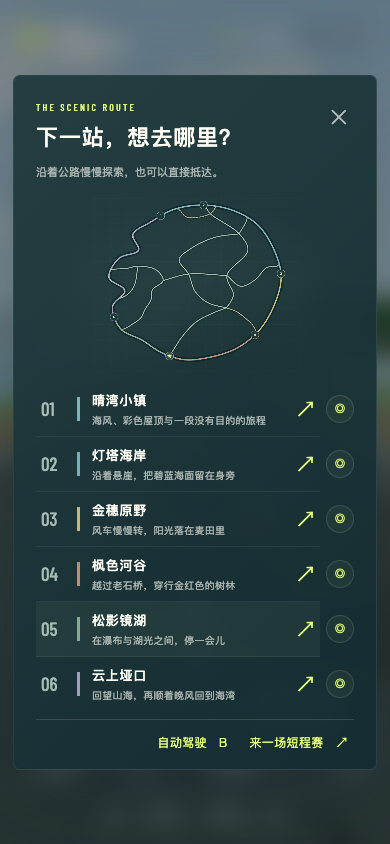 THE SCENIC ROUTE
下一站，想去哪里？
沿着公路慢慢探索，也可以直接抵达。
01
晴湾小镇
海风、彩色屋顶与一段没有目的的旅程
02
灯塔海岸
沿着悬崖，把碧蓝海面留在身旁
03
金穗原野
风车慢慢转，阳光落在麦田里
04
枫色河谷
越过老石桥，穿行金红色的树林
05
松影镜湖
在瀑布与湖光之间，停一会儿
06
云上垭口
回望山海，再顺着晚风回到海湾
自动驾驶 B 来一场短程赛 ↗